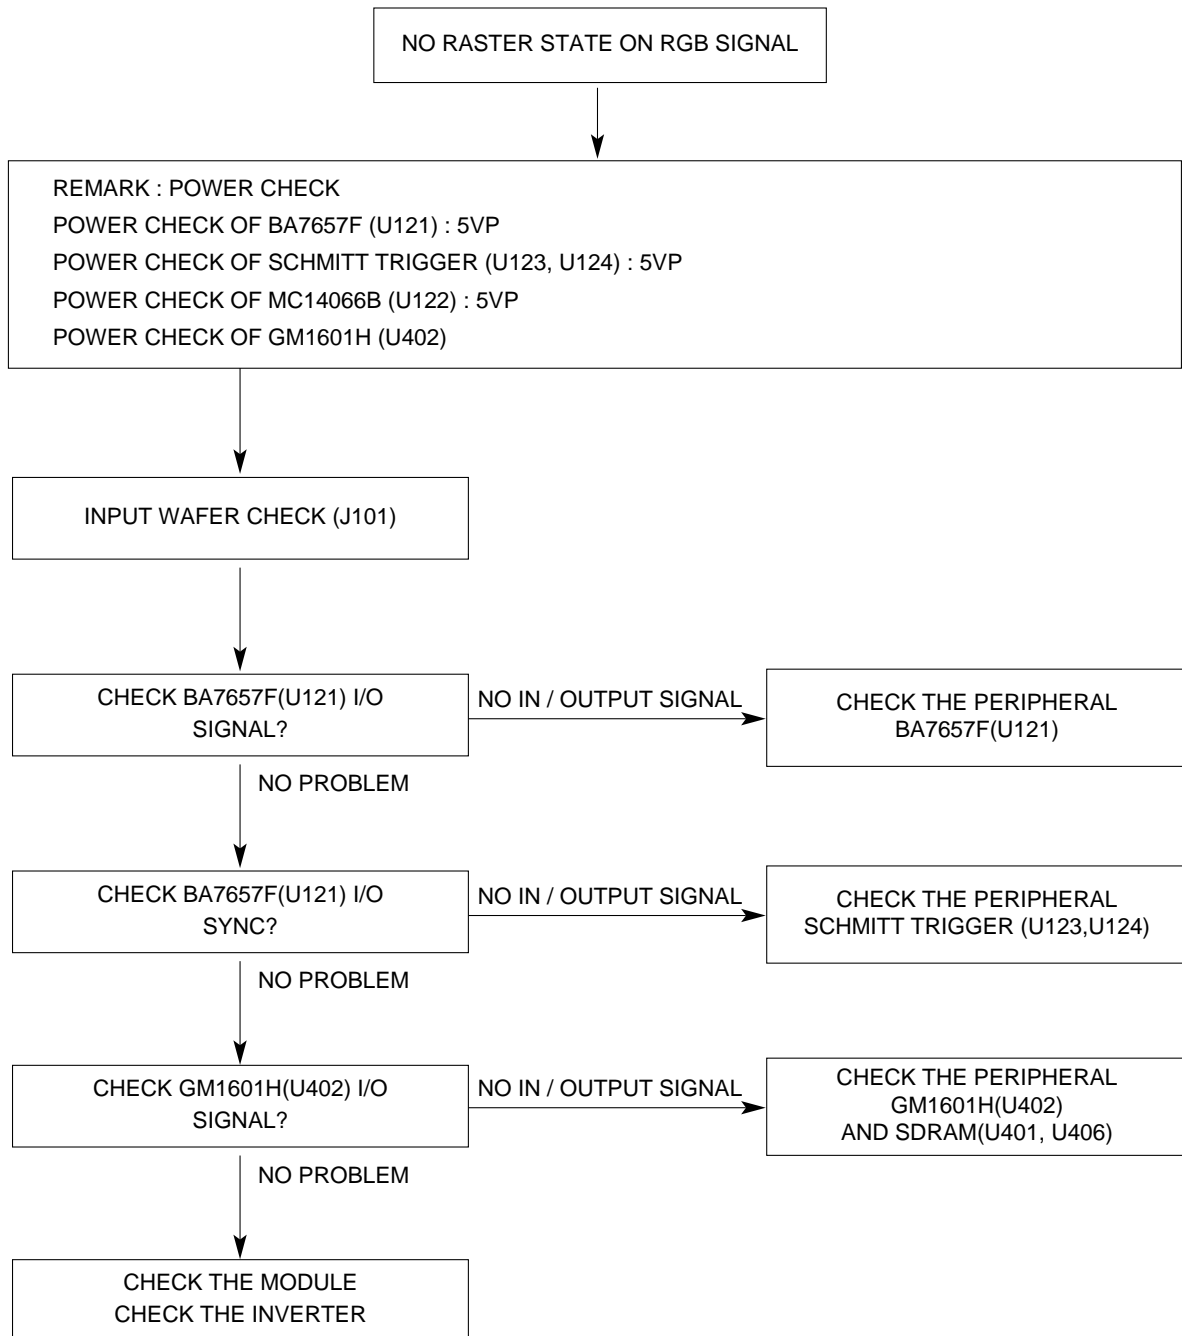 NO RASTER STATE ON RGB SIGNAL
REMARK : POWER CHECK
POWER CHECK OF BA7657F (U121) : 5VP
POWER CHECK OF SCHMITT TRIGGER (U123, U124) : 5VP
POWER CHECK OF MC14066B (U122) : 5VP
POWER CHECK OF GM1601H (U402)
INPUT WAFER CHECK (J101)
CHECK BA7657F(U121) I/O
SIGNAL?
NO IN / OUTPUT SIGNAL
CHECK THE PERIPHERAL
BA7657F(U121)
NO PROBLEM
CHECK BA7657F(U121) I/O
SYNC?
NO IN / OUTPUT SIGNAL
CHECK THE PERIPHERAL
SCHMITT TRIGGER (U123,U124)
NO PROBLEM
CHECK GM1601H(U402) I/O
SIGNAL?
NO IN / OUTPUT SIGNAL
CHECK THE PERIPHERAL
GM1601H(U402)
AND SDRAM(U401, U406)
NO PROBLEM
CHECK THE MODULE
CHECK THE INVERTER